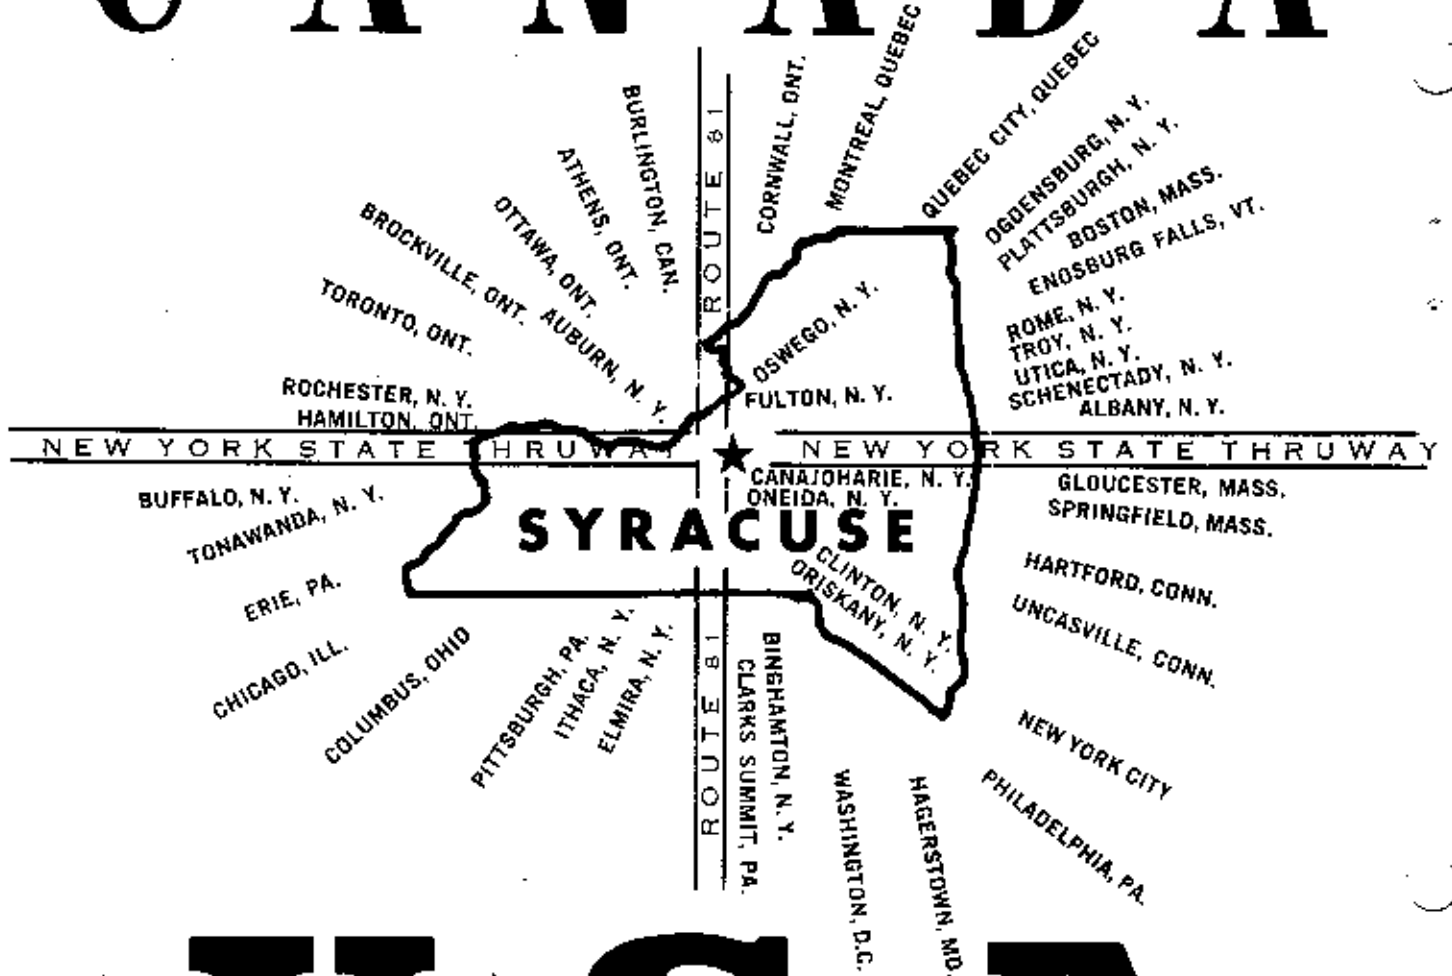 CANADA
BURLINGTON, CAN.
ATHENS, ONT.
OTTAWA, ONT.
BROCKVILLE, ONT.
TORONTO, ONT.
AUBURN, N. Y.
ROCHESTER, N. Y.
HAMILTON, ONT.
ROUTE 81
CORNWALL, ONT.
MONTREAL, QUEBEC
QUEBEC CITY, QUEBEC
OGDENSBURG, N. Y.
PLATTSBURGH, N. Y.
BOSTON, MASS.
ENOSBURG FALLS, VT.
ROME, N. Y.
TROY, N. Y.
UTICA, N. Y.
SCHENECTADY, N. Y.
ALBANY, N. Y.
OSWEGO, N. Y.
FULTON, N. Y.
NEW YORK STATE THRUWAY
NEW YORK STATE THRUWAY
CANAJOHARIE, N. Y.
ONEIDA, N. Y.
SYRACUSE
CLINTON, N. Y.
ORISKANY, N. Y.
GLOUCESTER, MASS.
SPRINGFIELD, MASS.
HARTFORD, CONN.
UNCASVILLE, CONN.
NEW YORK CITY
PHILADELPHIA, PA.
HAGERSTOWN, MD.
WASHINGTON, D.C.
BINGHAMTON, N. Y.
CLARKS SUMMIT, PA.
ROUTE 81
ELMIRA, N. Y.
ITHACA, N. Y.
PITTSBURGH, PA.
COLUMBUS, OHIO
CHICAGO, ILL.
ERIE, PA.
TONAWANDA, N. Y.
BUFFALO, N. Y.